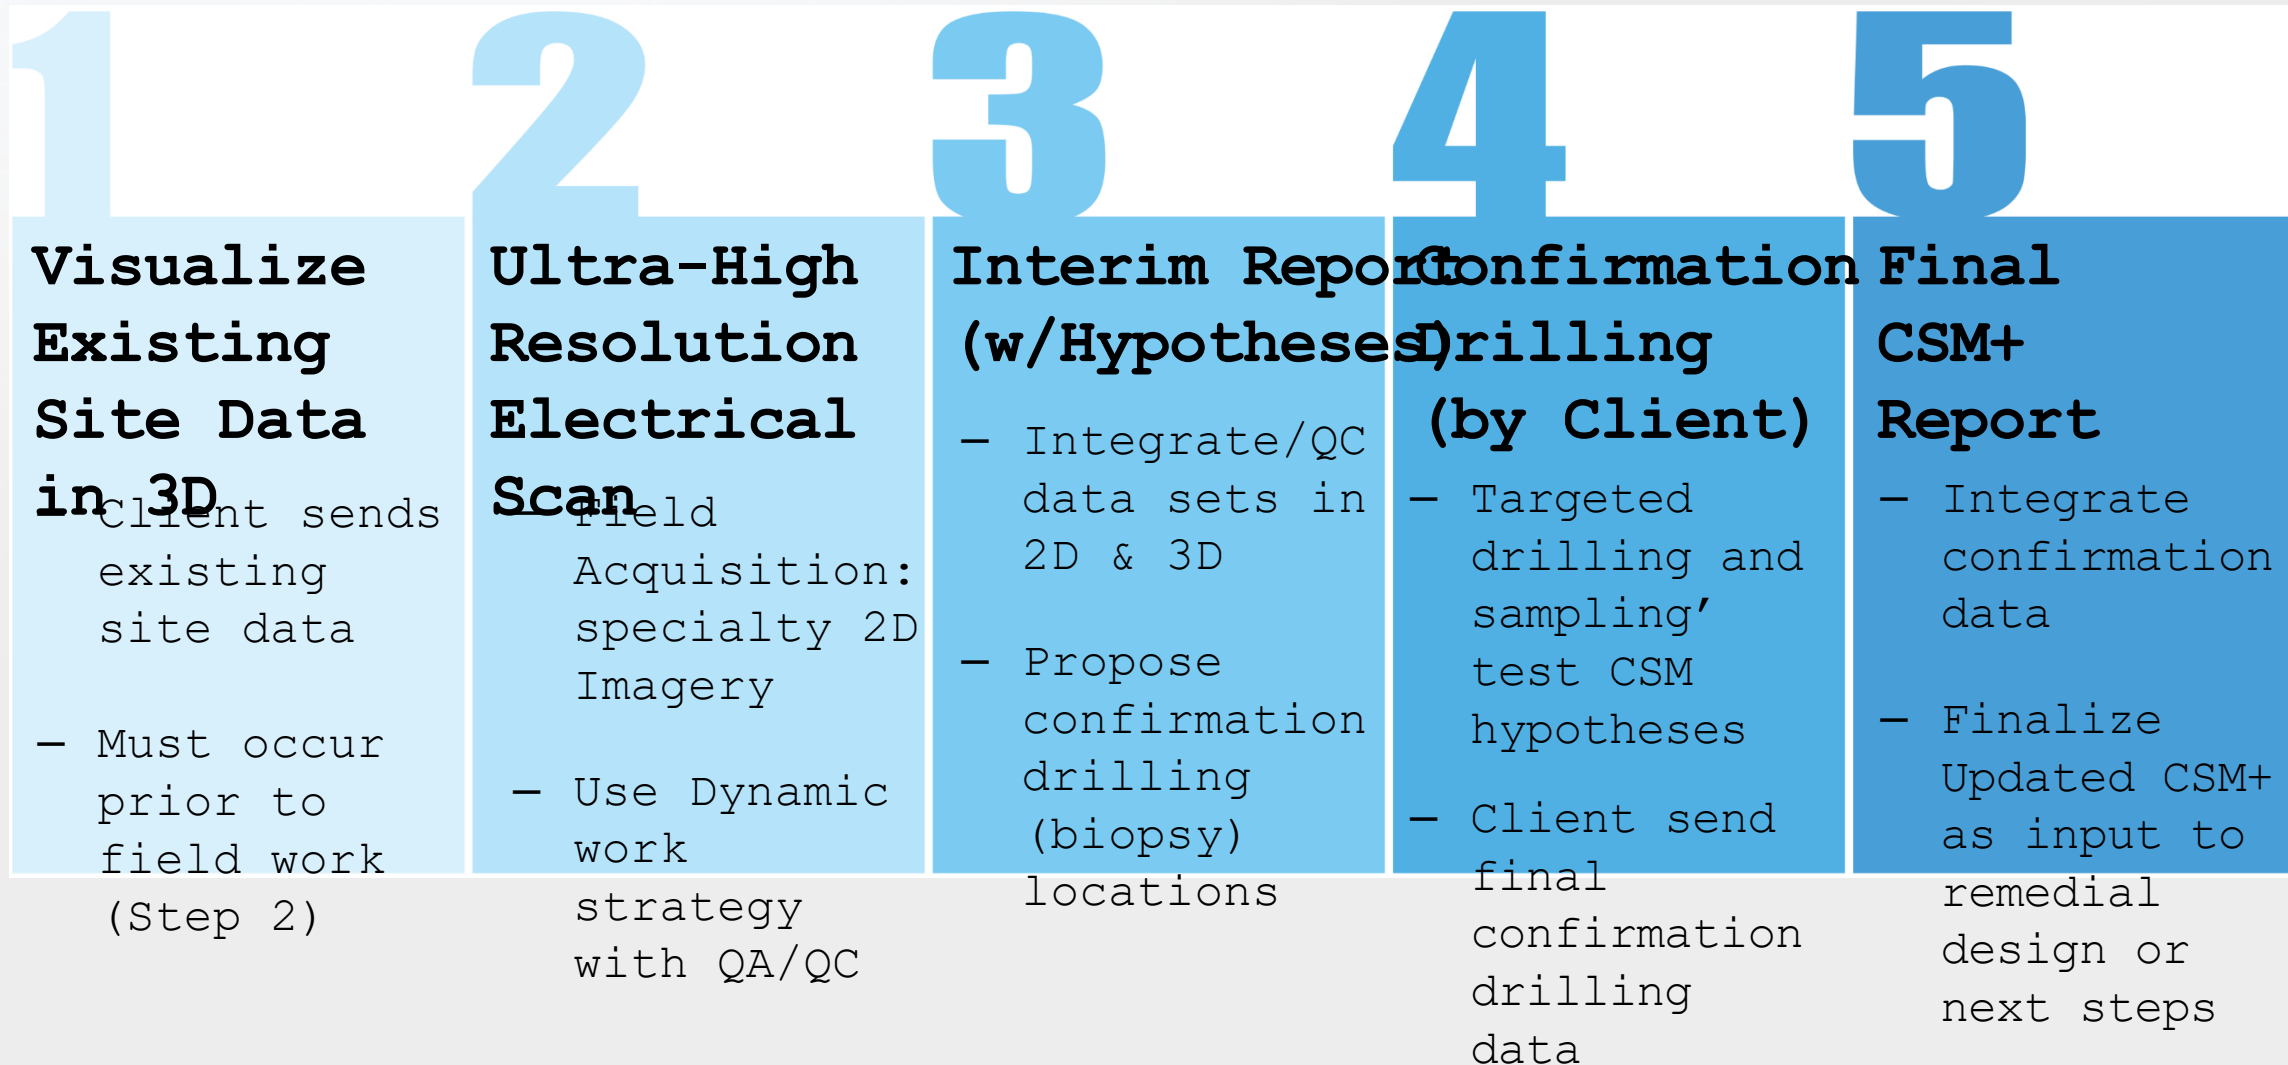 1
Visualize
Existing
Site Data
in 3D
– Client sends
existing
site data
– Must occur
prior to
field work
(Step 2)
2
Ultra-High
Resolution
Electrical
Scan
– Field
Acquisition:
specialty 2D
Imagery
– Use Dynamic
work
strategy
with QA/QC
3
Interim Report
(w/Hypotheses)
– Integrate/QC
data sets in
2D & 3D
– Propose
confirmation
drilling
(biopsy)
locations
4
Confirmation
Drilling
(by Client)
– Targeted
drilling and
sampling’
test CSM
hypotheses
– Client send
final
confirmation
drilling
data
5
Final
CSM+
Report
– Integrate
confirmation
data
– Finalize
Updated CSM+
as input to
remedial
design or
next steps